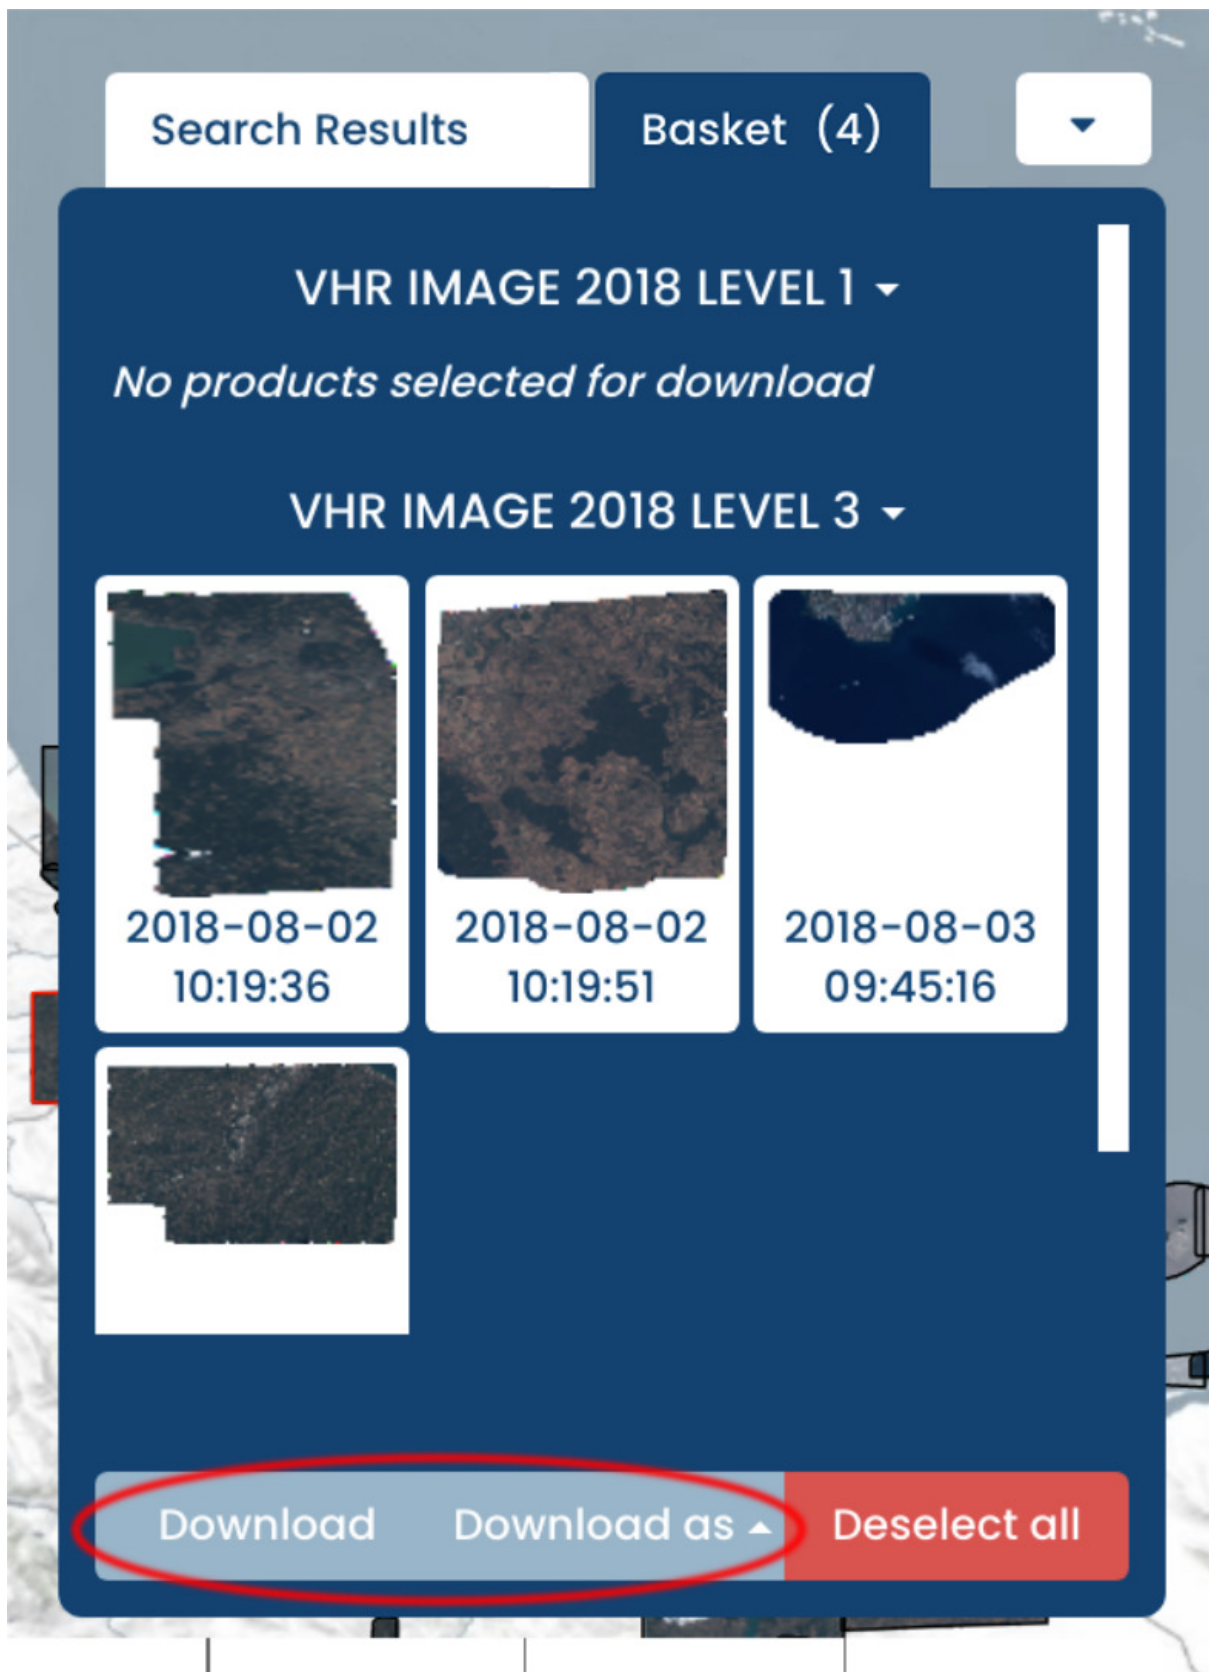 Search Results
Basket (4)
VHR IMAGE 2018 LEVEL 1
No products selected for download
VHR IMAGE 2018 LEVEL 3
2018-08-02
10:19:36
2018-08-02
10:19:51
2018-08-03
09:45:16
Download
Download as
Deselect all